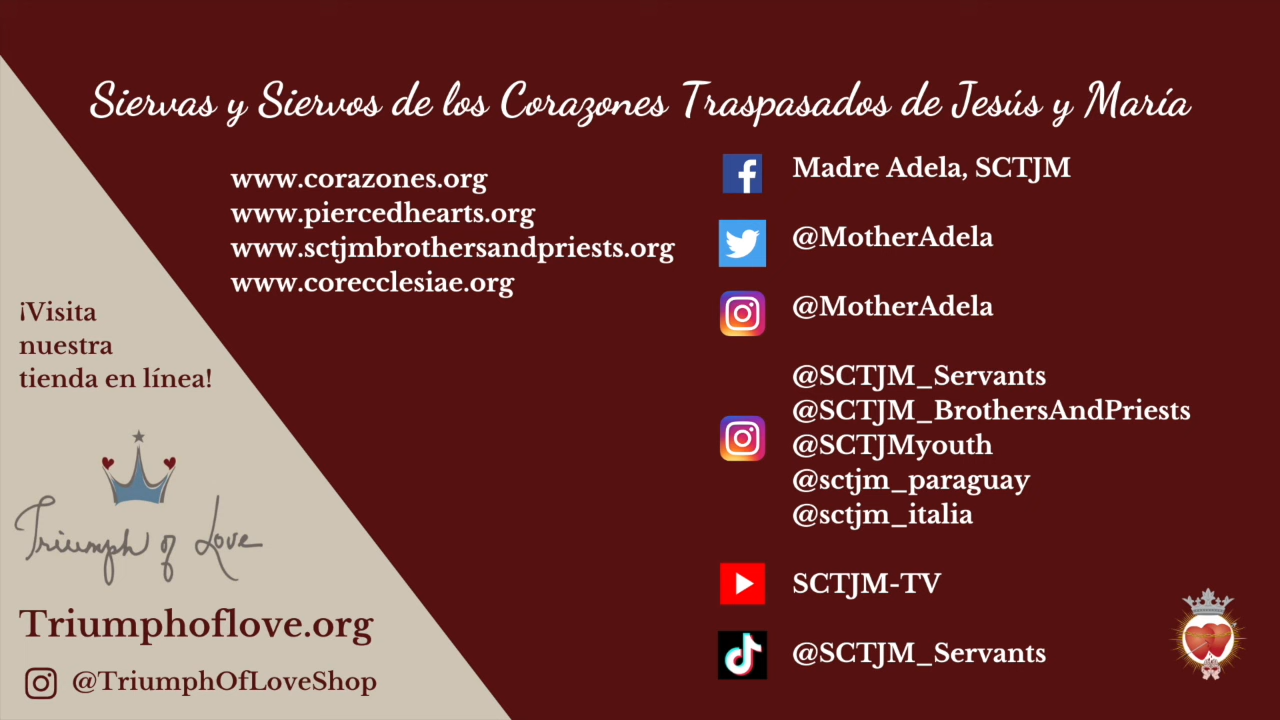 Siervas y Siervos de los Corazones Traspasados de Jesús y María
www.corazones.org
www.piercedhearts.org
www.sctjmbrothersandpriests.org
www.corecclesiae.org
Madre Adela, SCTJM
@MotherAdela
@MotherAdela
@SCTJM_Servants
@SCTJM_BrothersAndPriests
@SCTJMyouth
@sctjm_paraguay
@sctjm_italia
SCTJM-TV
@SCTJM_Servants
¡Visita
nuestra
tienda en línea!
Triumph of Love
Triumphoflove.org
@TriumphOfLoveShop